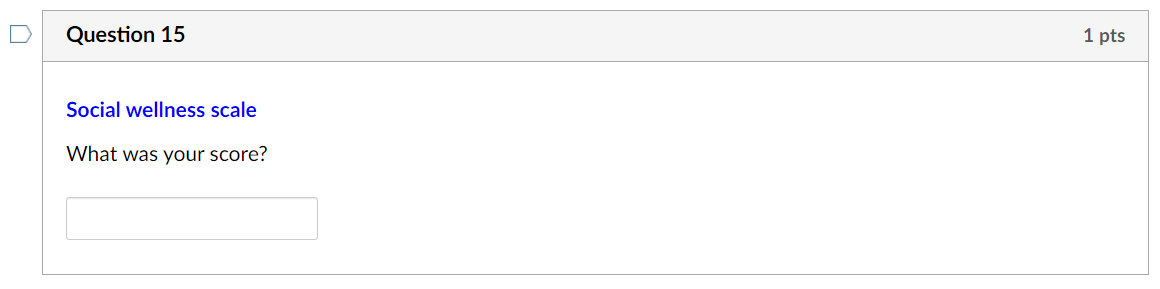 Question 15
1 pts
Social wellness scale
What was your score?